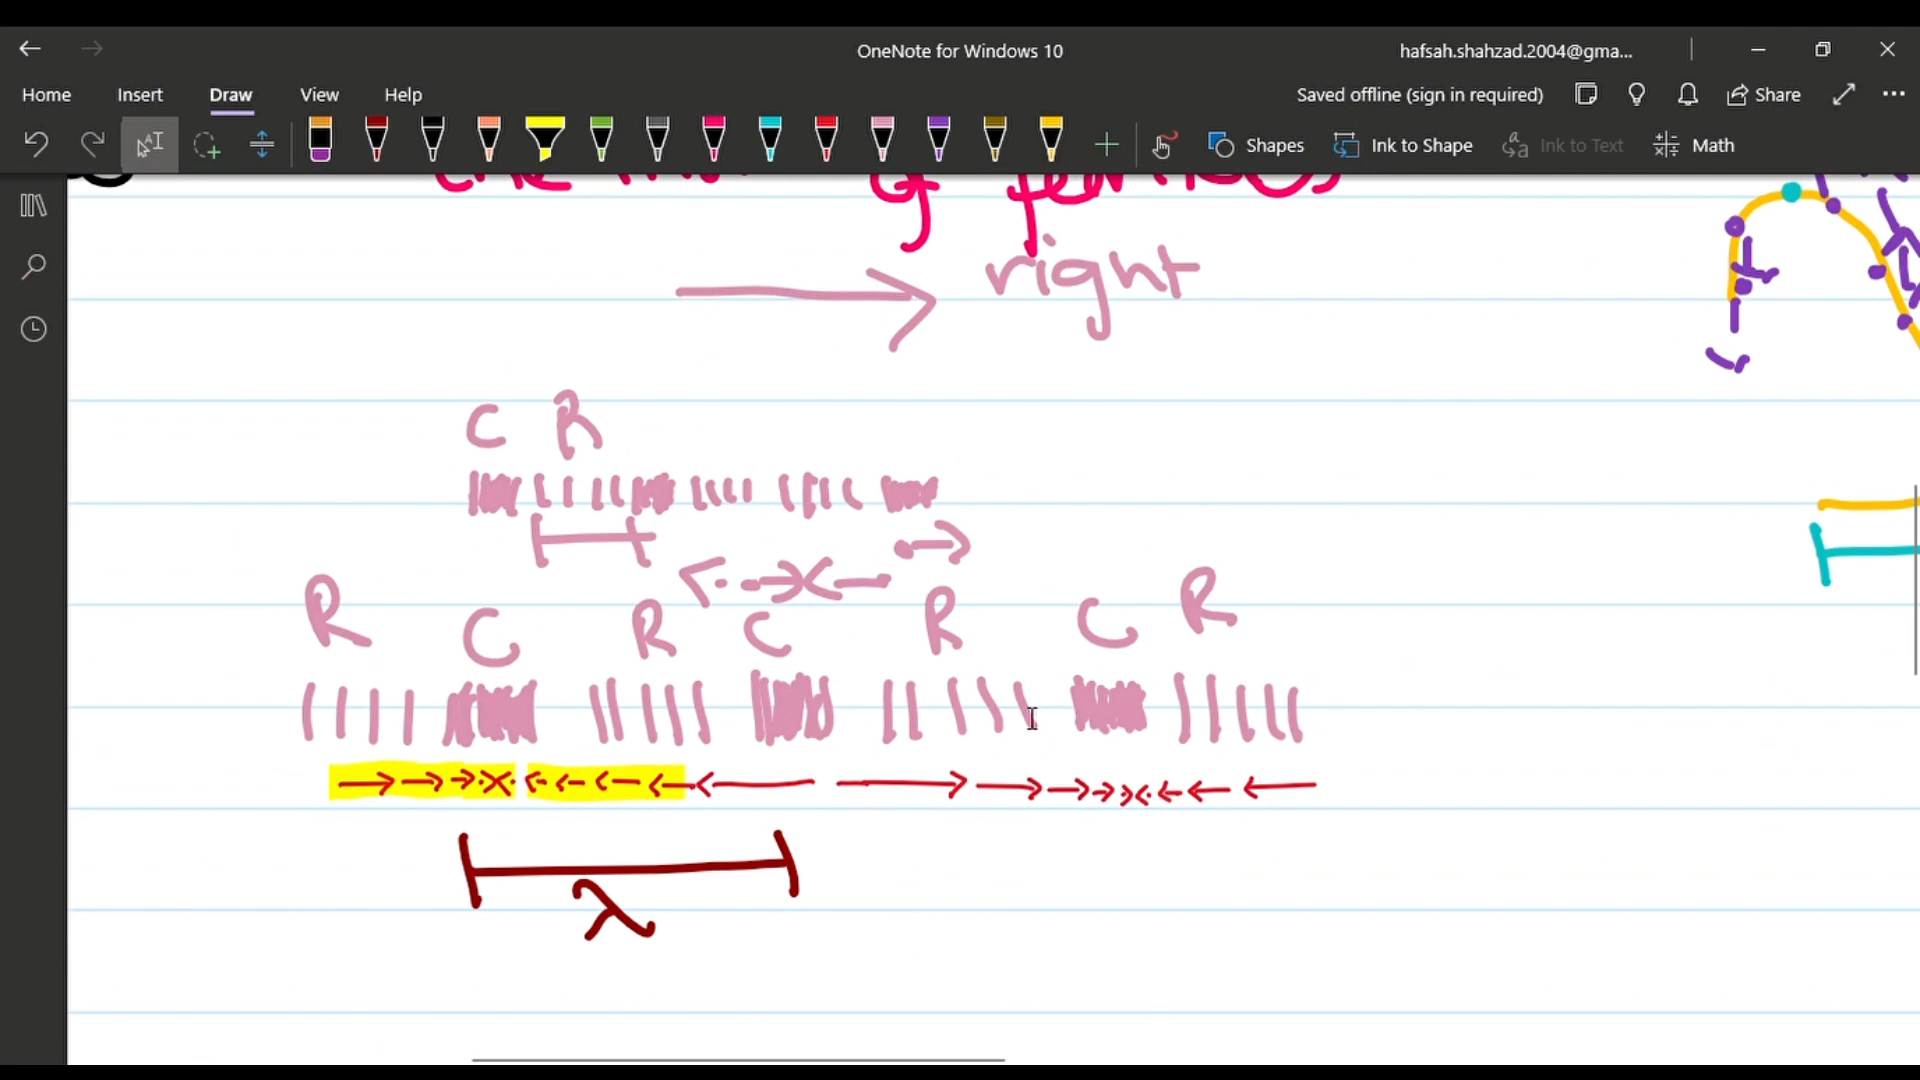 OneNote for Windows 10
hafsah.shahzad.2004@gma...
Home Insert Draw View Help
Saved offline (sign in required) Share
Shapes Ink to Shape Ink to Text Math
right
C R
R C R C R C R
λ